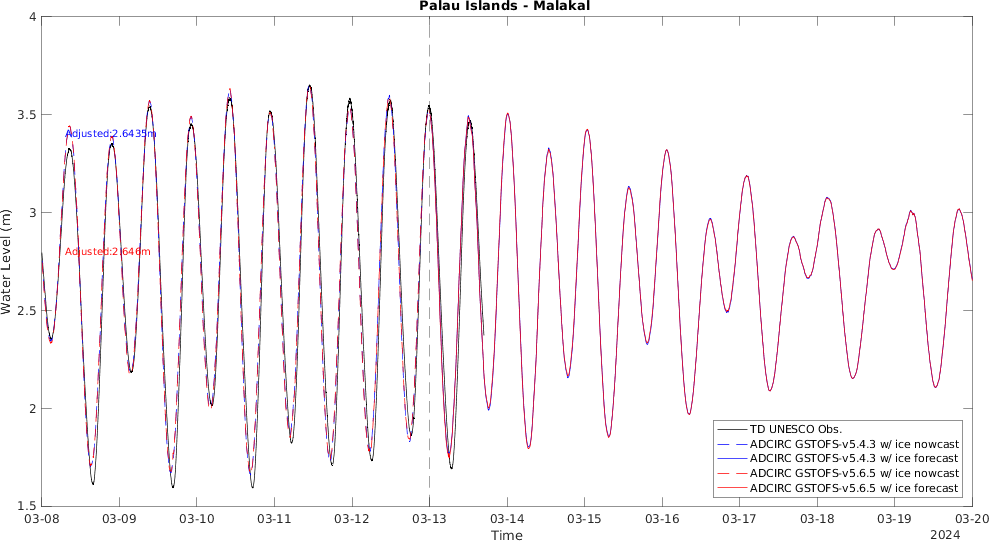 Palau Islands - Malakal
4
3.5
3
2.5
2
1.5
Water Level (m)
Adjusted:2.6435m
Adjusted:2.646m
TD UNESCO Obs.
ADCIRC GSTOFS-v5.4.3 w/ ice nowcast
ADCIRC GSTOFS-v5.4.3 w/ ice forecast
ADCIRC GSTOFS-v5.6.5 w/ ice nowcast
ADCIRC GSTOFS-v5.6.5 w/ ice forecast
03-08 03-09 03-10 03-11 03-12 03-13 03-14 03-15 03-16 03-17 03-18 03-19 03-20
Time
2024